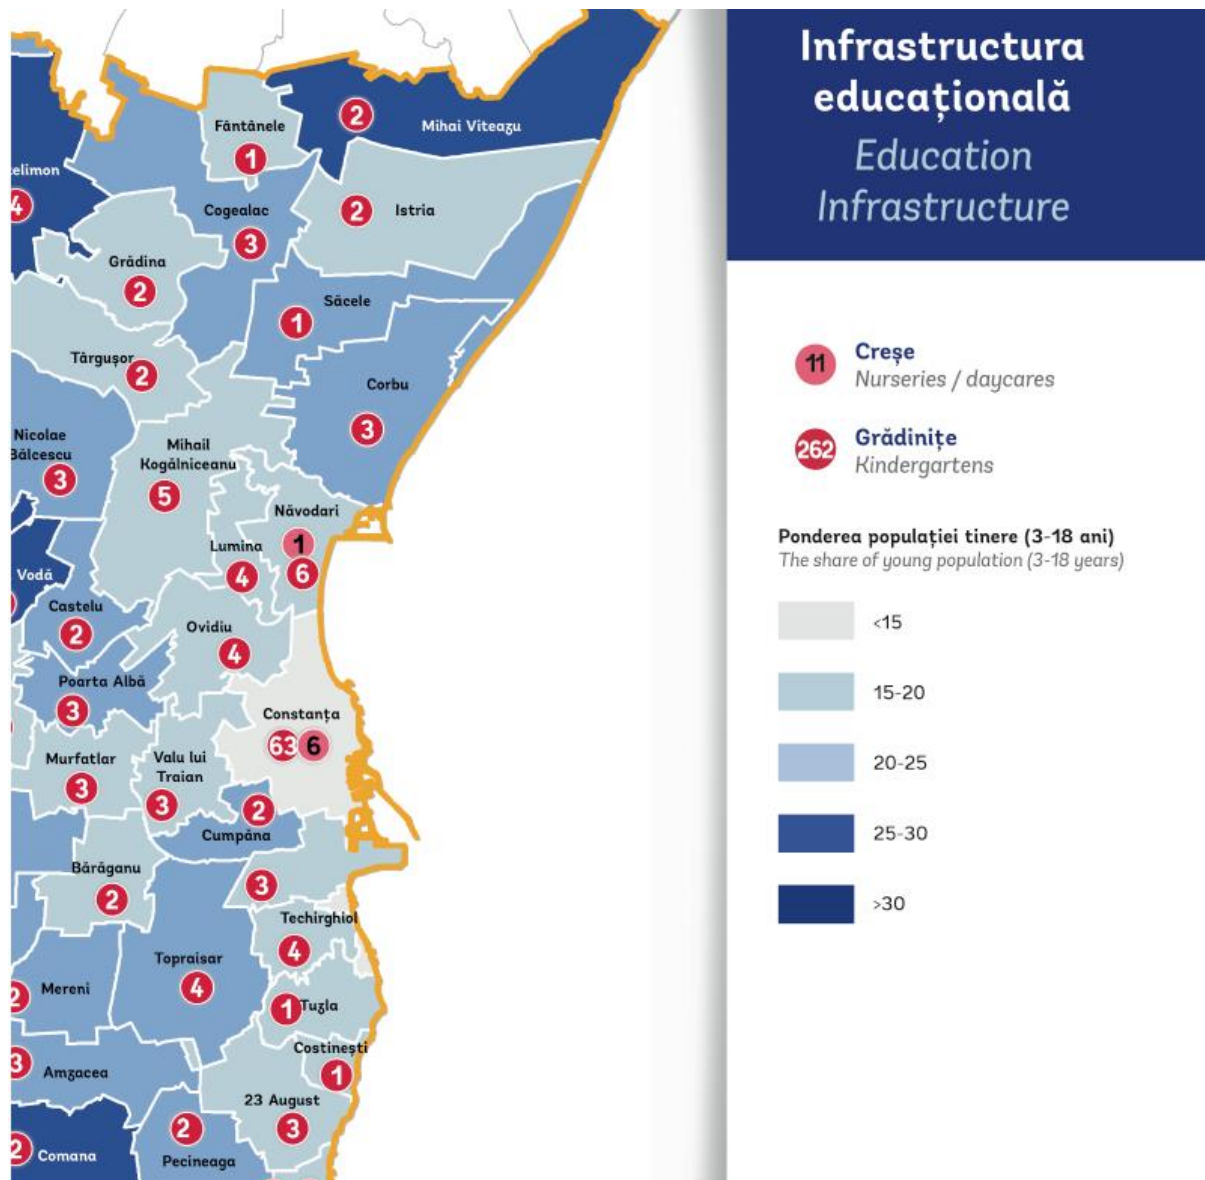 Infrastructura
educațională
Education
Infrastructure
11
Creșe
Nurseries / daycares
262
Grădinițe
Kindergartens
Ponderea populației tinere (3-18 ani)
The share of young population (3-18 years)
<15
15-20
20-25
25-30
>30
Fântânele
1
2
Mihai Viteazu
elimon
4
Cogealac
3
2
Istria
Grădina
2
Săcele
1
Târgușor
2
Corbu
3
Nicolae
Bălcescu
3
Mihail
Kogălniceanu
5
Năvodari
1
6
Lumina
4
Vodă
Castelu
2
Ovidiu
4
Poarta Albă
3
Constanța
63
6
Murfatlar
3
Valu lui
Traian
3
2
Cumpăna
Bărăganu
2
3
Techirghiol
4
Topraisar
4
2
Mereni
1
Tuzla
Costinești
1
3
Amzacea
23 August
3
2
Pecineaga
2
Comana